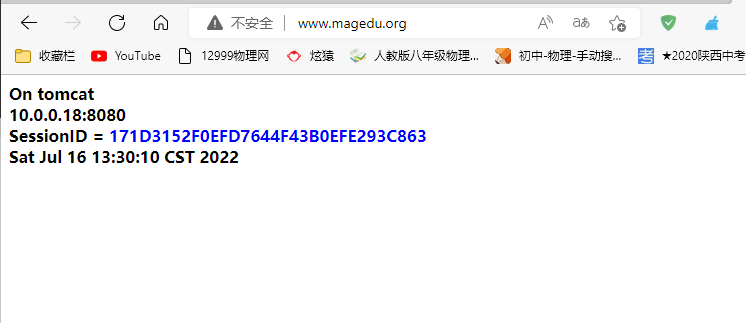 不安全 www.magedu.org A aあ
收藏栏 YouTube 12999物理网 炫猿 人教版八年级物理... 初中-物理-手动搜... 考 ★2020陕西中考
On tomcat
10.0.0.18:8080
SessionID = 171D3152F0EFD7644F43B0EFE293C863
Sat Jul 16 13:30:10 CST 2022